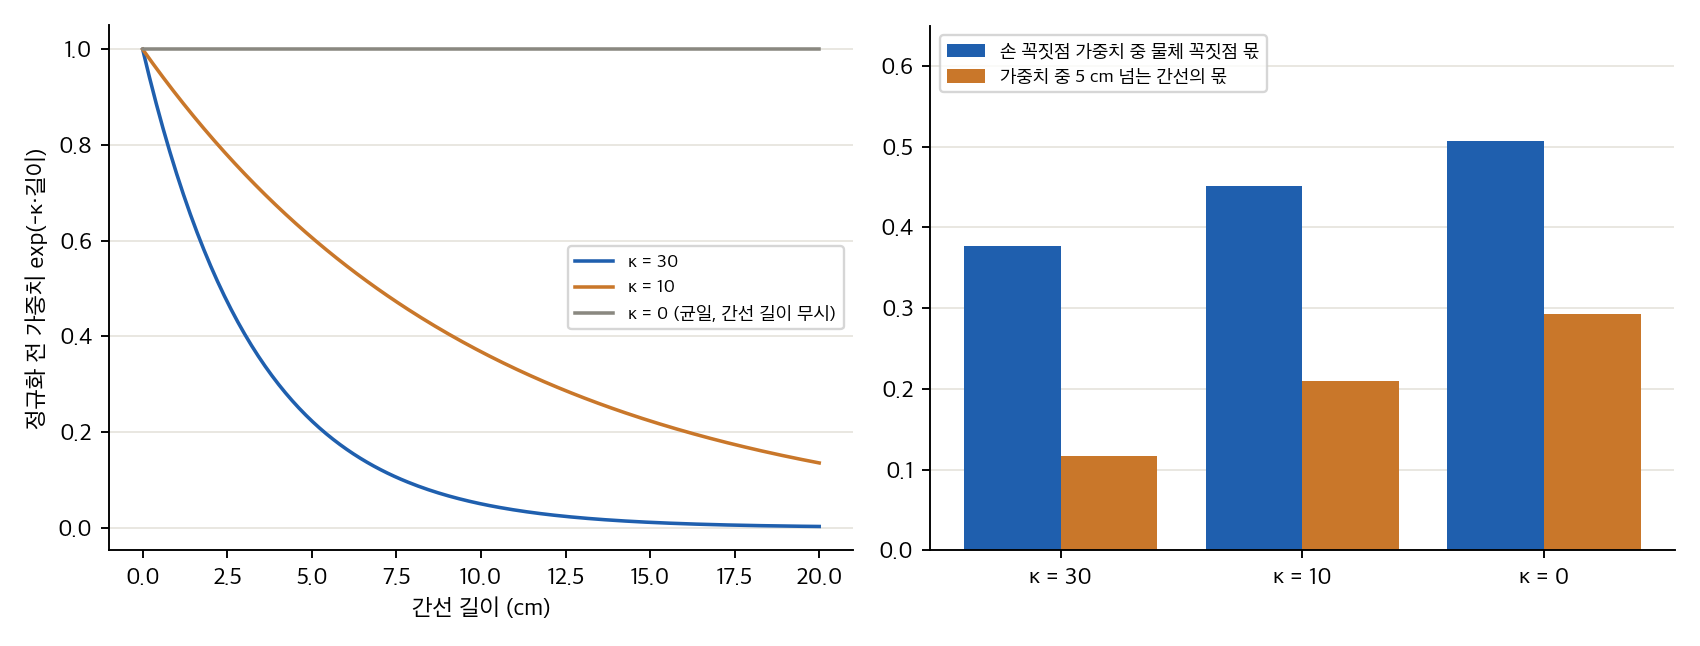 정규화 전 가중치 exp(-κ·길이)
1.0
0.8
0.6
0.4
0.2
0.0
κ = 30
κ = 10
κ = 0 (균일, 간선 길이 무시)
0.0 2.5 5.0 7.5 10.0 12.5 15.0 17.5 20.0
간선 길이 (cm)
손 꼭짓점 가중치 중 물체 꼭짓점 몫
가중치 중 5 cm 넘는 간선의 몫
0.6
0.5
0.4
0.3
0.2
0.1
0.0
κ = 30 κ = 10 κ = 0